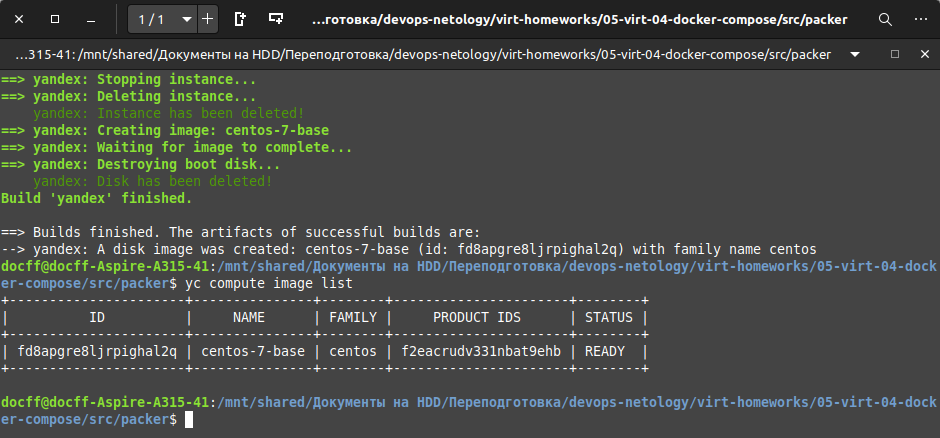 1 / 1
...готовка/devops-netology/virt-homeworks/05-virt-04-docker-compose/src/packer
...315-41: /mnt/shared/Документы на HDD/Переподготовка/devops-netology/virt-homeworks/05-virt-04-docker-compose/src/packer
==> yandex: Stopping instance...
==> yandex: Deleting instance...
    yandex: Instance has been deleted!
==> yandex: Creating image: centos-7-base
==> yandex: Waiting for image to complete...
==> yandex: Destroying boot disk...
    yandex: Disk has been deleted!
Build 'yandex' finished.

==> Builds finished. The artifacts of successful builds are:
--> yandex: A disk image was created: centos-7-base (id: fd8apgre8ljrpighal2q) with family name centos
docff@docff-Aspire-A315-41:/mnt/shared/Документы на HDD/Переподготовка/devops-netology/virt-homeworks/05-virt-04-dock
er-compose/src/packer$ yc compute image list
+----------------------+---------------+--------+----------------------+--------+
|          ID          |     NAME      | FAMILY |     PRODUCT IDS      | STATUS |
+----------------------+---------------+--------+----------------------+--------+
| fd8apgre8ljrpighal2q | centos-7-base | centos | f2eacrudv331nbat9ehb | READY  |
+----------------------+---------------+--------+----------------------+--------+

docff@docff-Aspire-A315-41:/mnt/shared/Документы на HDD/Переподготовка/devops-netology/virt-homeworks/05-virt-04-dock
er-compose/src/packer$